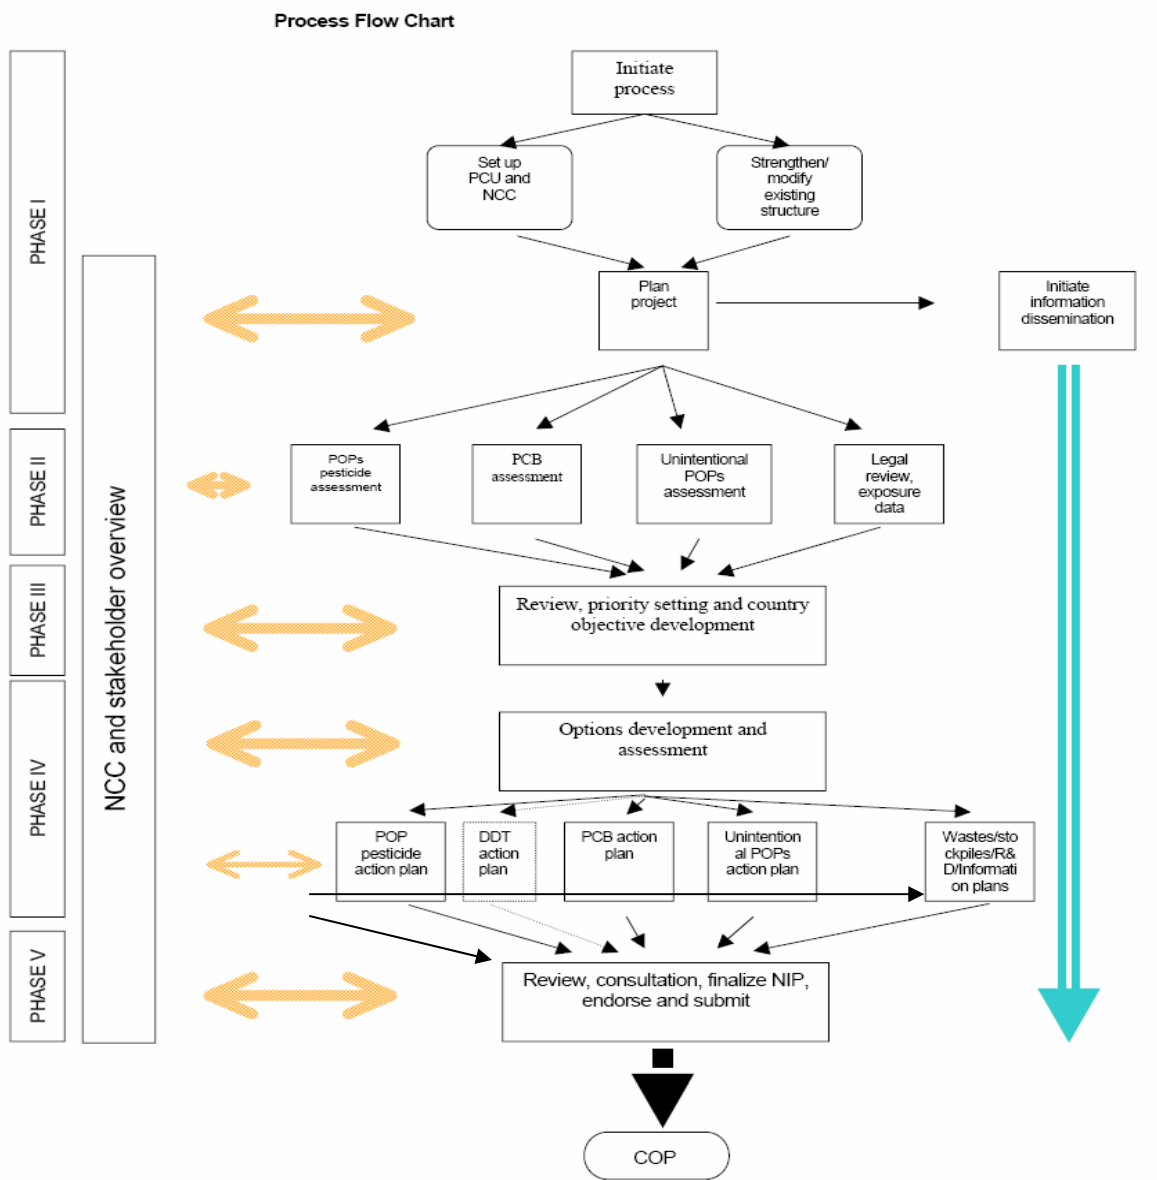 Process Flow Chart
PHASE I
Initiate
process
Set up
PCU and
NCC
Strengthen/
modify
existing
structure
Plan
project
Initiate
information
dissemination
NCC and stakeholder overview
PHASE II
POPs
pesticide
assessment
PCB
assessment
Unintentional
POPs
assessment
Legal
review,
exposure
data
PHASE III
Review, priority setting and country
objective development
PHASE IV
Options development and
assessment
POP
pesticide
action plan
DDT
action
plan
PCB action
plan
Unintention
al POPs
action plan
Wastes/sto
ckpiles/R&
D/Informati
on plans
PHASE V
Review, consultation, finalize NIP,
endorse and submit
COP